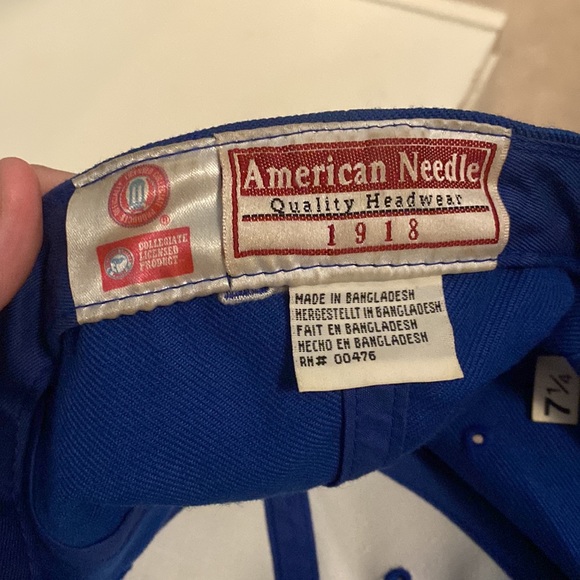 American Needle
Quality Headwear
1918
COLLEGIATE
LICENSED
PRODUCT
®
MADE IN BANGLADESH
HERGESTELLT IN BANGLADESH
FAIT EN BANGLADESH
HECHO EN BANGLADESH
RN# 00476
7 1/4